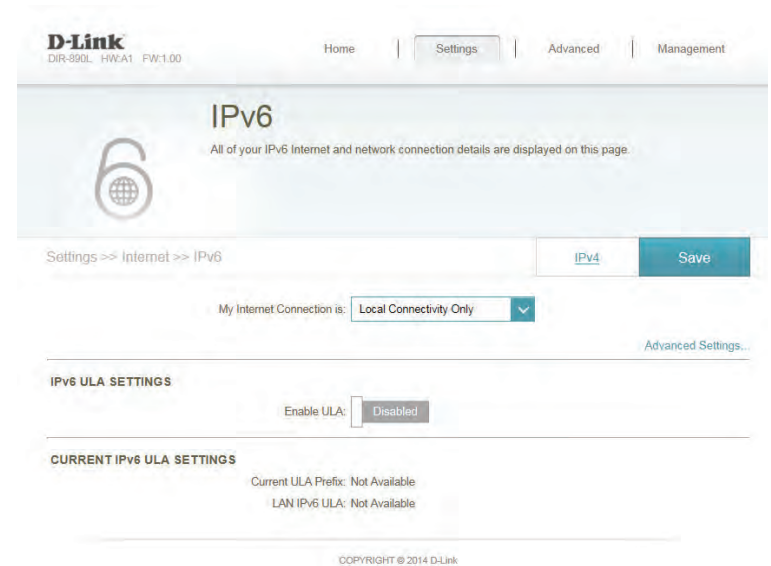 D-Link
DIR-890L HW:A1 FW:1.00
Home | Settings | Advanced | Management
IPv6
All of your IPv6 Internet and network connection details are displayed on this page.
Settings >> Internet >> IPv6
IPv4
Save
My Internet Connection is: Local Connectivity Only
Advanced Settings...
IPv6 ULA SETTINGS
Enable ULA: Disabled
CURRENT IPv6 ULA SETTINGS
Current ULA Prefix: Not Available
LAN IPv6 ULA: Not Available
COPYRIGHT © 2014 D-Link